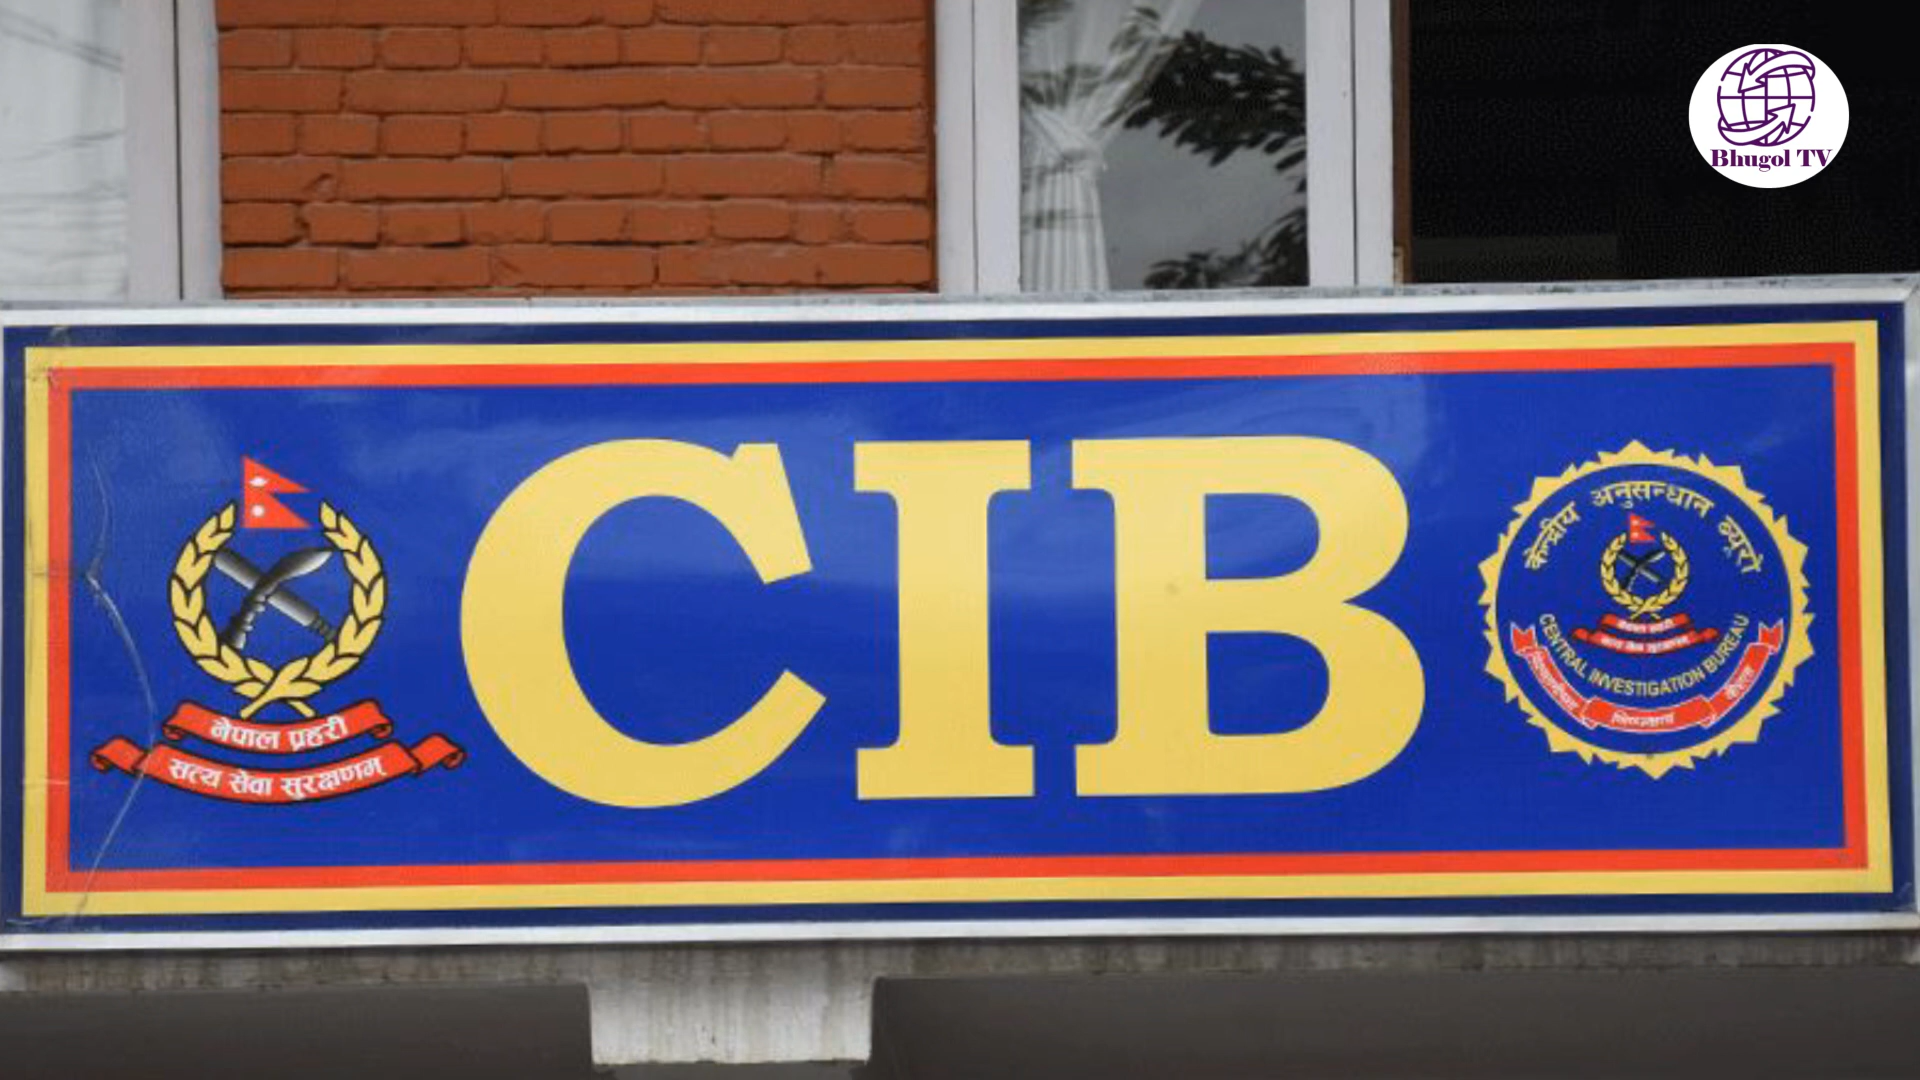 Bhugol TV
CIB
नेपाल प्रहरी
सत्य सेवा सुरक्षणम्
केन्द्रीय अनुसन्धान ब्यूरो
CENTRAL INVESTIGATION BUREAU